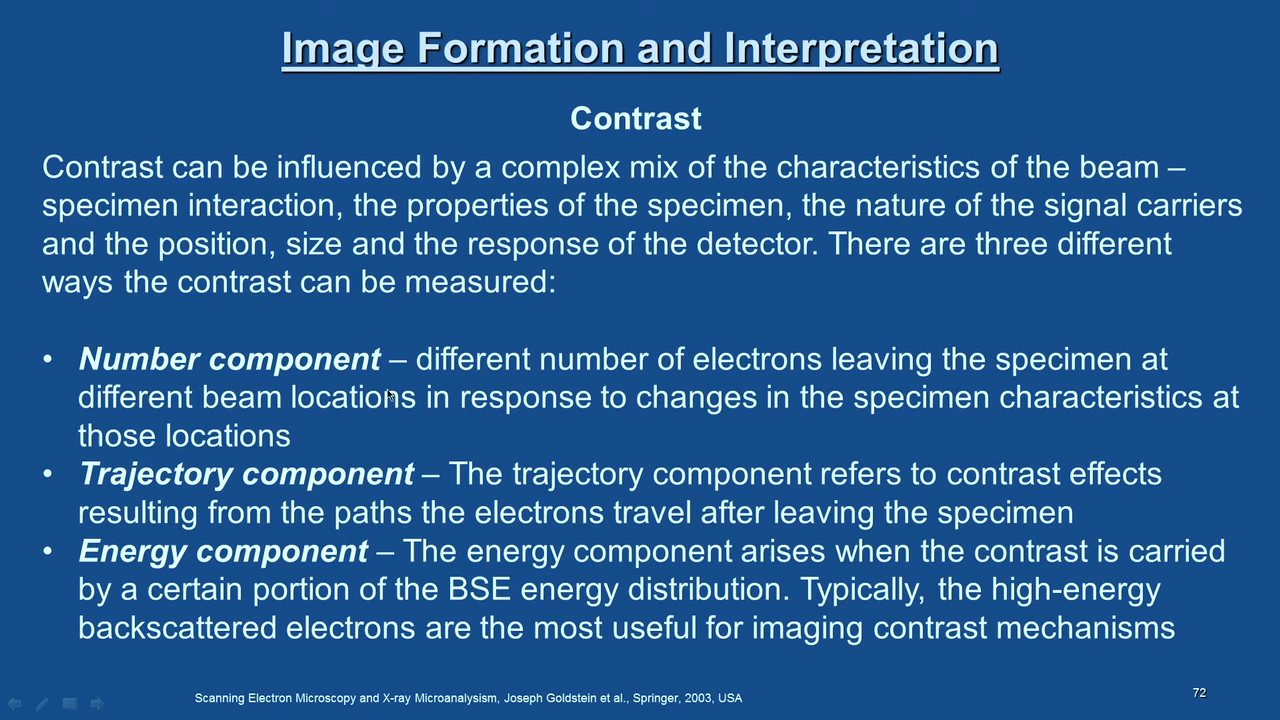 Image Formation and Interpretation
Contrast
Contrast can be influenced by a complex mix of the characteristics of the beam –
specimen interaction, the properties of the specimen, the nature of the signal carriers
and the position, size and the response of the detector. There are three different
ways the contrast can be measured:
• Number component – different number of electrons leaving the specimen at
different beam locations in response to changes in the specimen characteristics at
those locations
• Trajectory component – The trajectory component refers to contrast effects
resulting from the paths the electrons travel after leaving the specimen
• Energy component – The energy component arises when the contrast is carried
by a certain portion of the BSE energy distribution. Typically, the high-energy
backscattered electrons are the most useful for imaging contrast mechanisms
Scanning Electron Microscopy and X-ray Microanalysism, Joseph Goldstein et al., Springer, 2003, USA
72